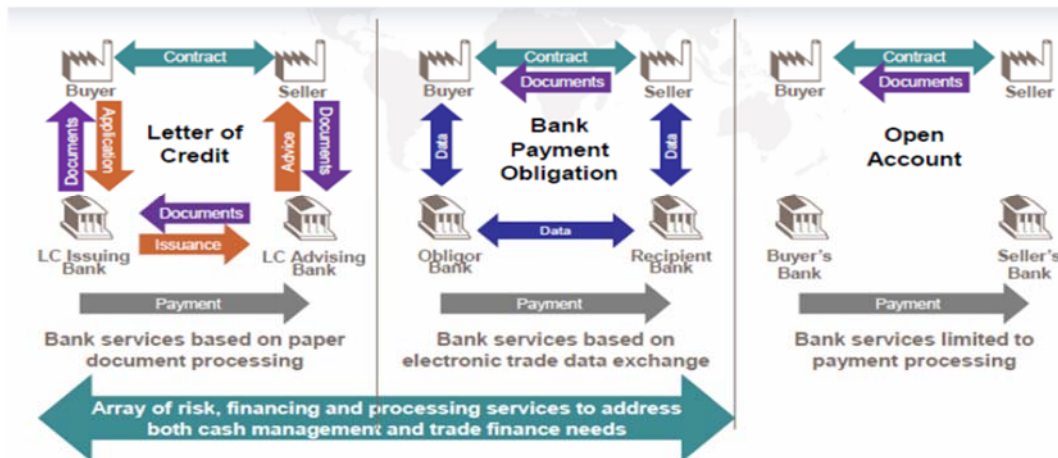 Contract
Buyer
Seller
Documents
Application
Letter of
Credit
Advice
Documents
Documents
Issuance
LC Issuing
Bank
LC Advising
Bank
Payment
Bank services based on paper
document processing
Contract
Documents
Buyer
Seller
Data
Bank
Payment
Obligation
Data
Data
Obligor
Bank
Recipient
Bank
Payment
Bank services based on
electronic trade data exchange
Contract
Documents
Buyer
Seller
Open
Account
Buyer's
Bank
Seller's
Bank
Payment
Bank services limited to
payment processing
Array of risk, financing and processing services to address
both cash management and trade finance needs